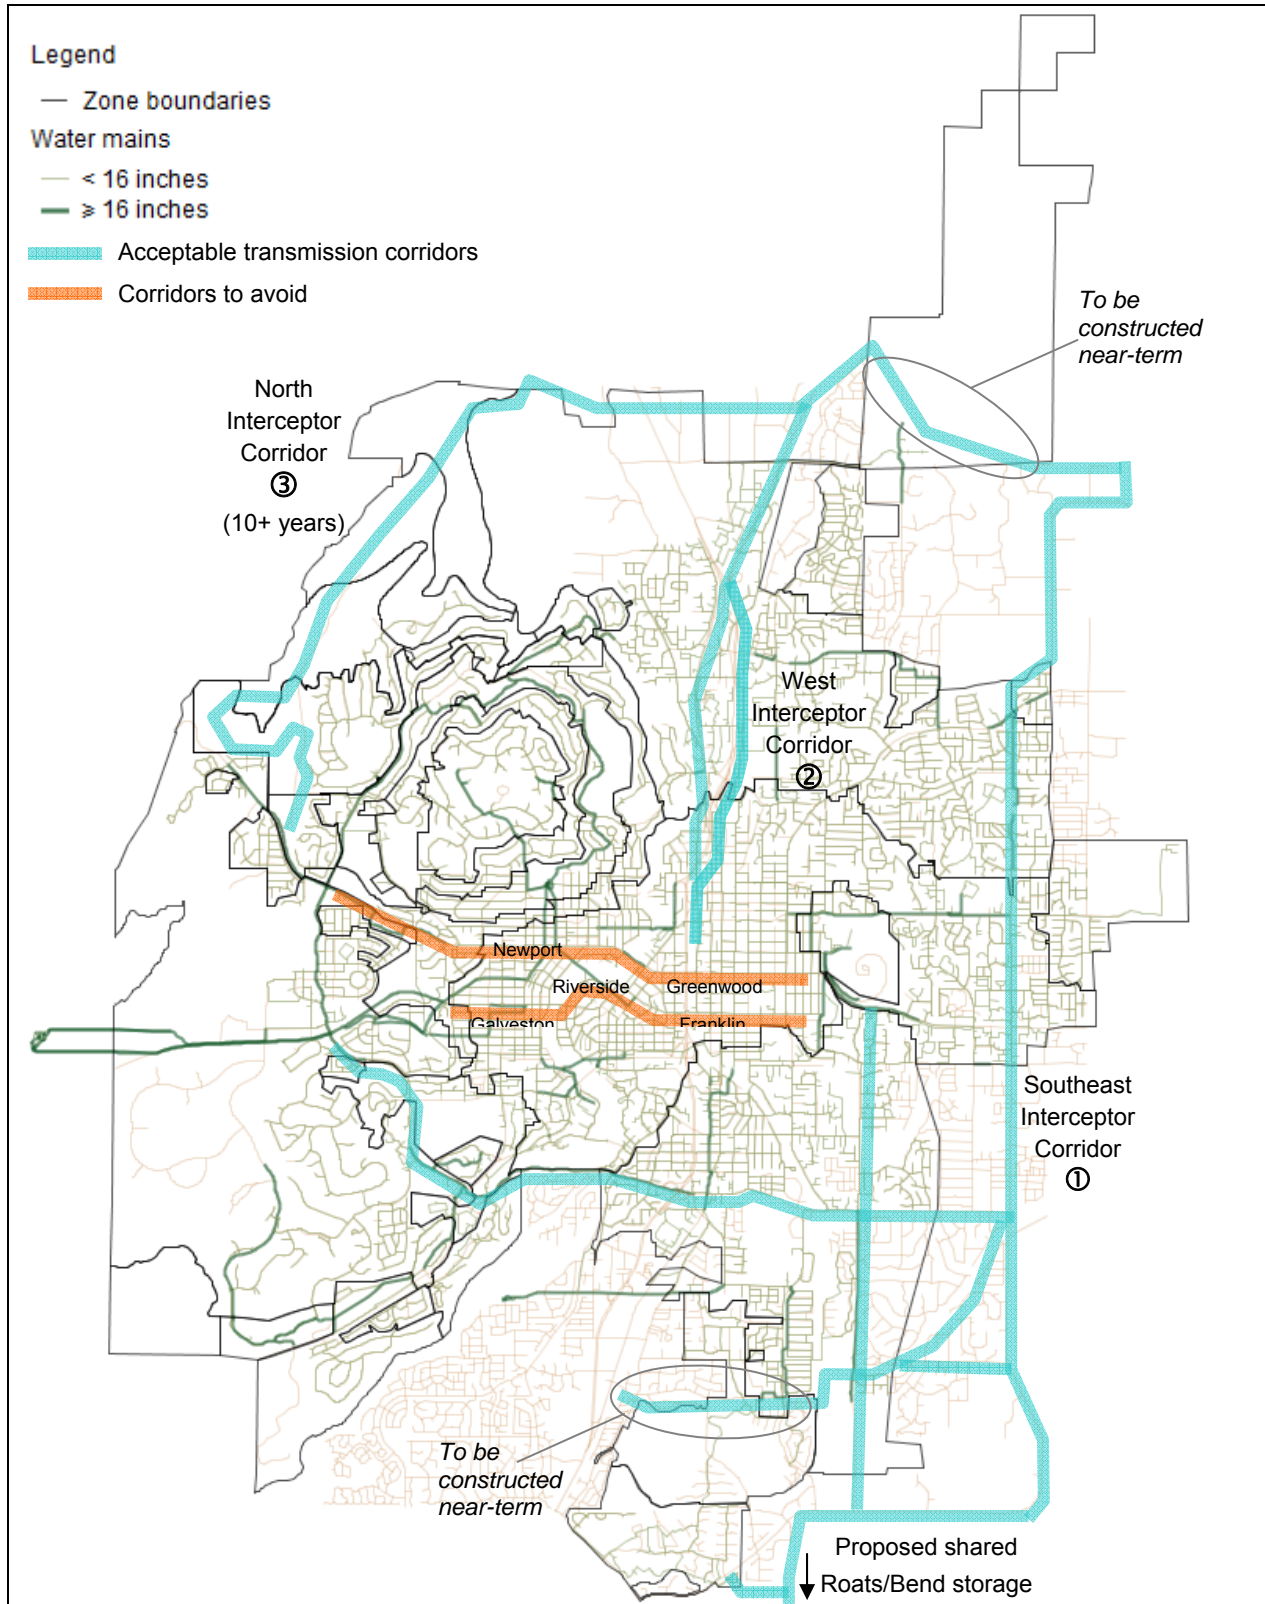 Legend
Zone boundaries
Water mains
< 16 inches
⩾ 16 inches
Acceptable transmission corridors
Corridors to avoid
To be
constructed
near-term
North
Interceptor
Corridor
③
(10+ years)
West
Interceptor
Corridor
②
Newport
Riverside
Greenwood
Galveston
Franklin
Southeast
Interceptor
Corridor
①
To be
constructed
near-term
Proposed shared
Roats/Bend storage